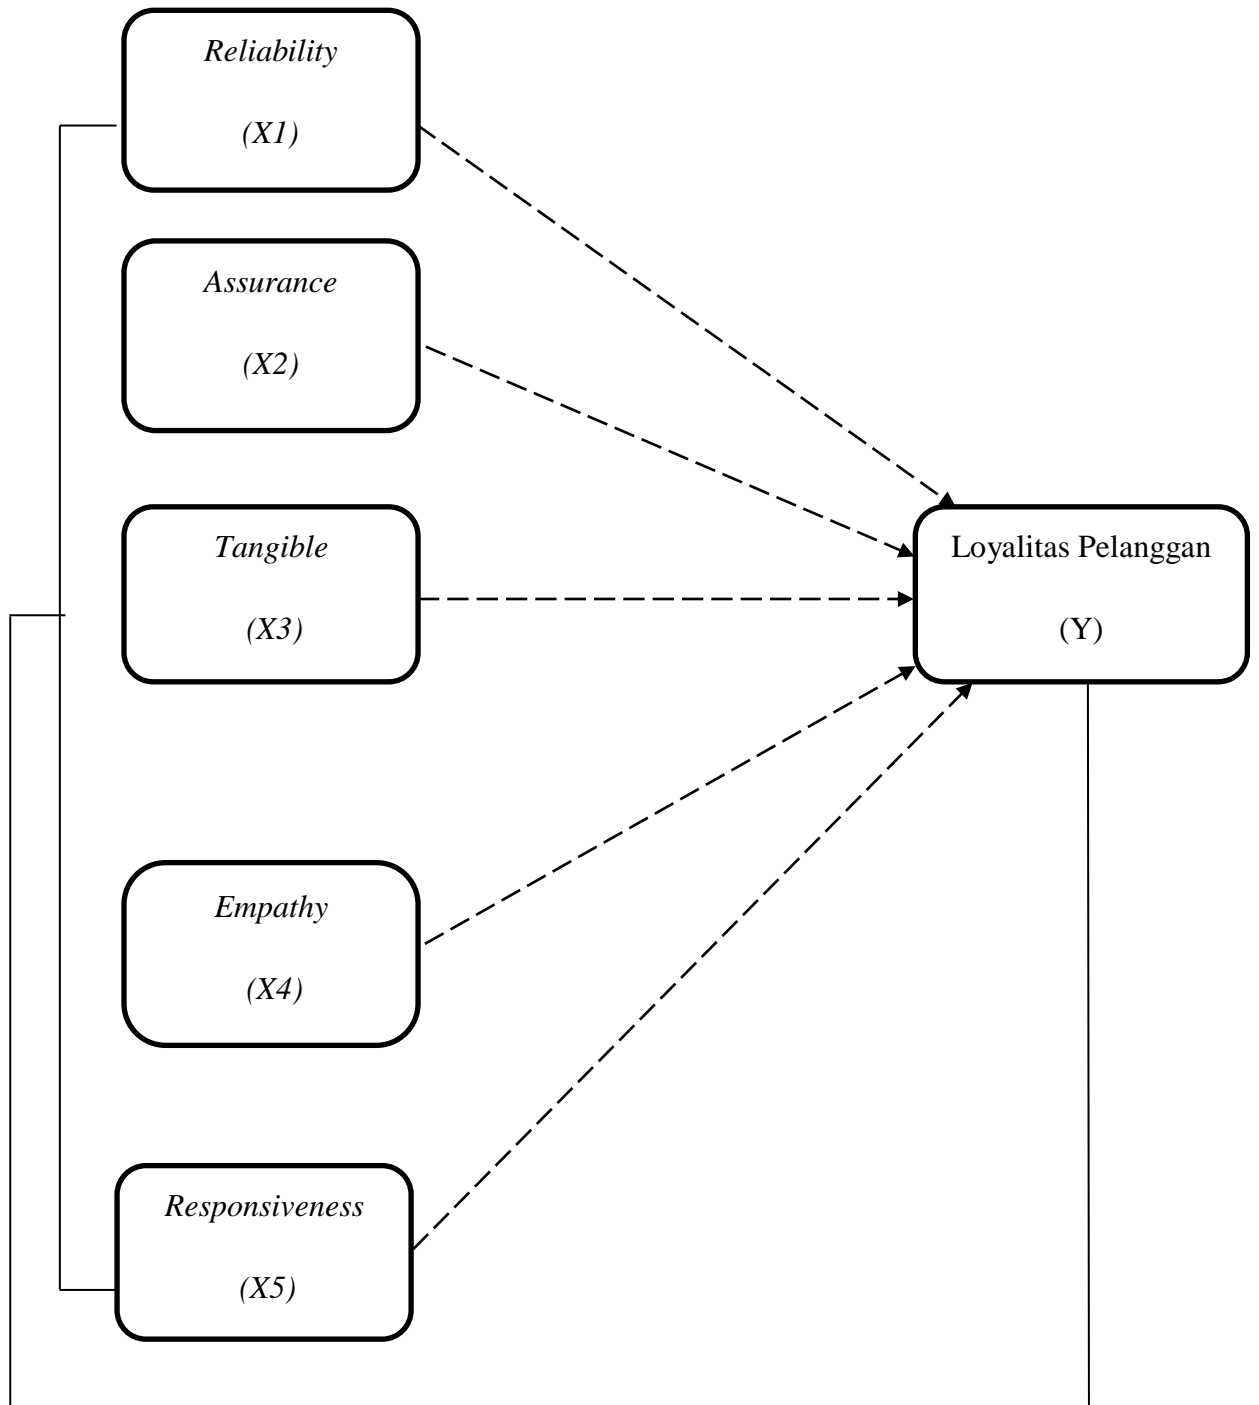 Reliability
(X1)
Assurance
(X2)
Tangible
(X3)
Loyalitas Pelanggan
(Y)
Empathy
(X4)
Responsiveness
(X5)